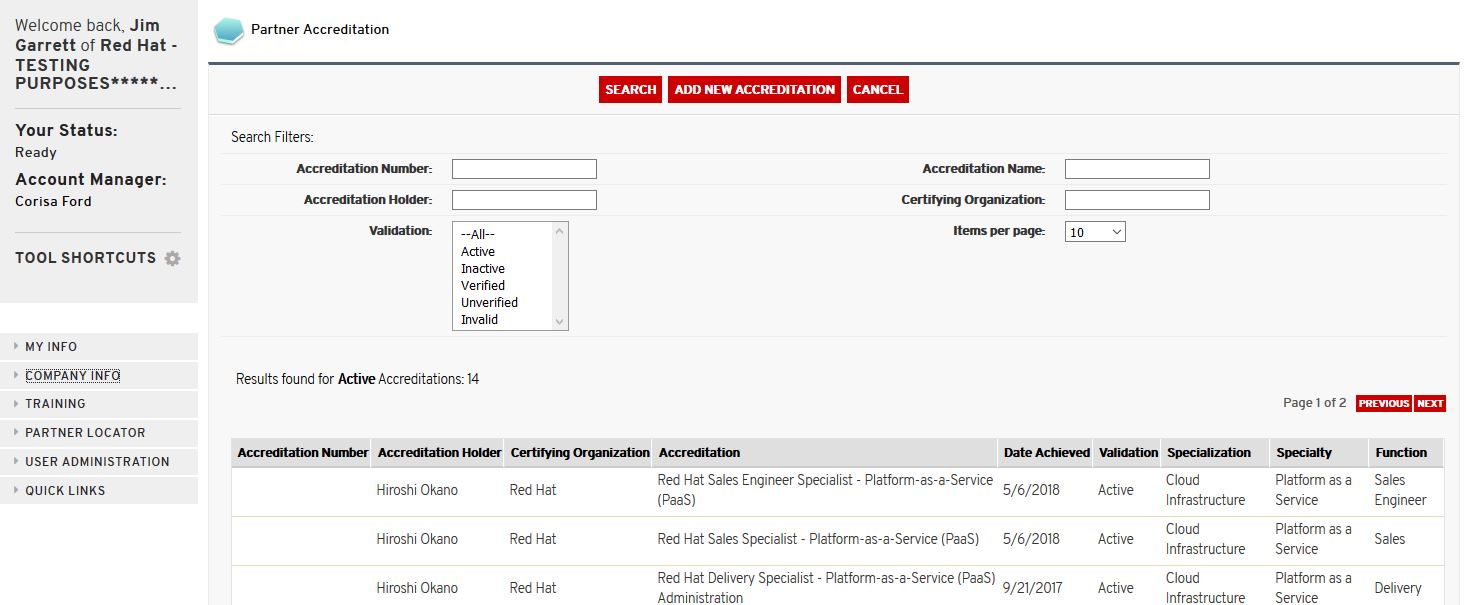 Welcome back, Jim
Garrett of Red Hat -
TESTING
PURPOSES*****...
Your Status:
Ready
Account Manager:
Corisa Ford
TOOL SHORTCUTS
MY INFO
COMPANY INFO
TRAINING
PARTNER LOCATOR
USER ADMINISTRATION
QUICK LINKS
Partner Accreditation
SEARCH ADD NEW ACCREDITATION CANCEL
Search Filters:
Accreditation Number: Accreditation Name:
Accreditation Holder: Certifying Organization:
Validation: Items per page: 10
--All--
Active
Inactive
Verified
Unverified
Invalid
Results found for Active Accreditations: 14
Page 1 of 2 PREVIOUS NEXT
Accreditation Number Accreditation Holder Certifying Organization Accreditation Date Achieved Validation Specialization Specialty Function
Hiroshi Okano Red Hat Red Hat Sales Engineer Specialist - Platform-as-a-Service 5/6/2018 Active Cloud Platform as a Sales
(PaaS) Infrastructure Service Engineer
Hiroshi Okano Red Hat Red Hat Sales Specialist - Platform-as-a-Service (PaaS) 5/6/2018 Active Cloud Platform as a Sales
Infrastructure Service
Hiroshi Okano Red Hat Red Hat Delivery Specialist - Platform-as-a-Service (PaaS) 9/21/2017 Active Cloud Platform as a Delivery
Administration Infrastructure Service